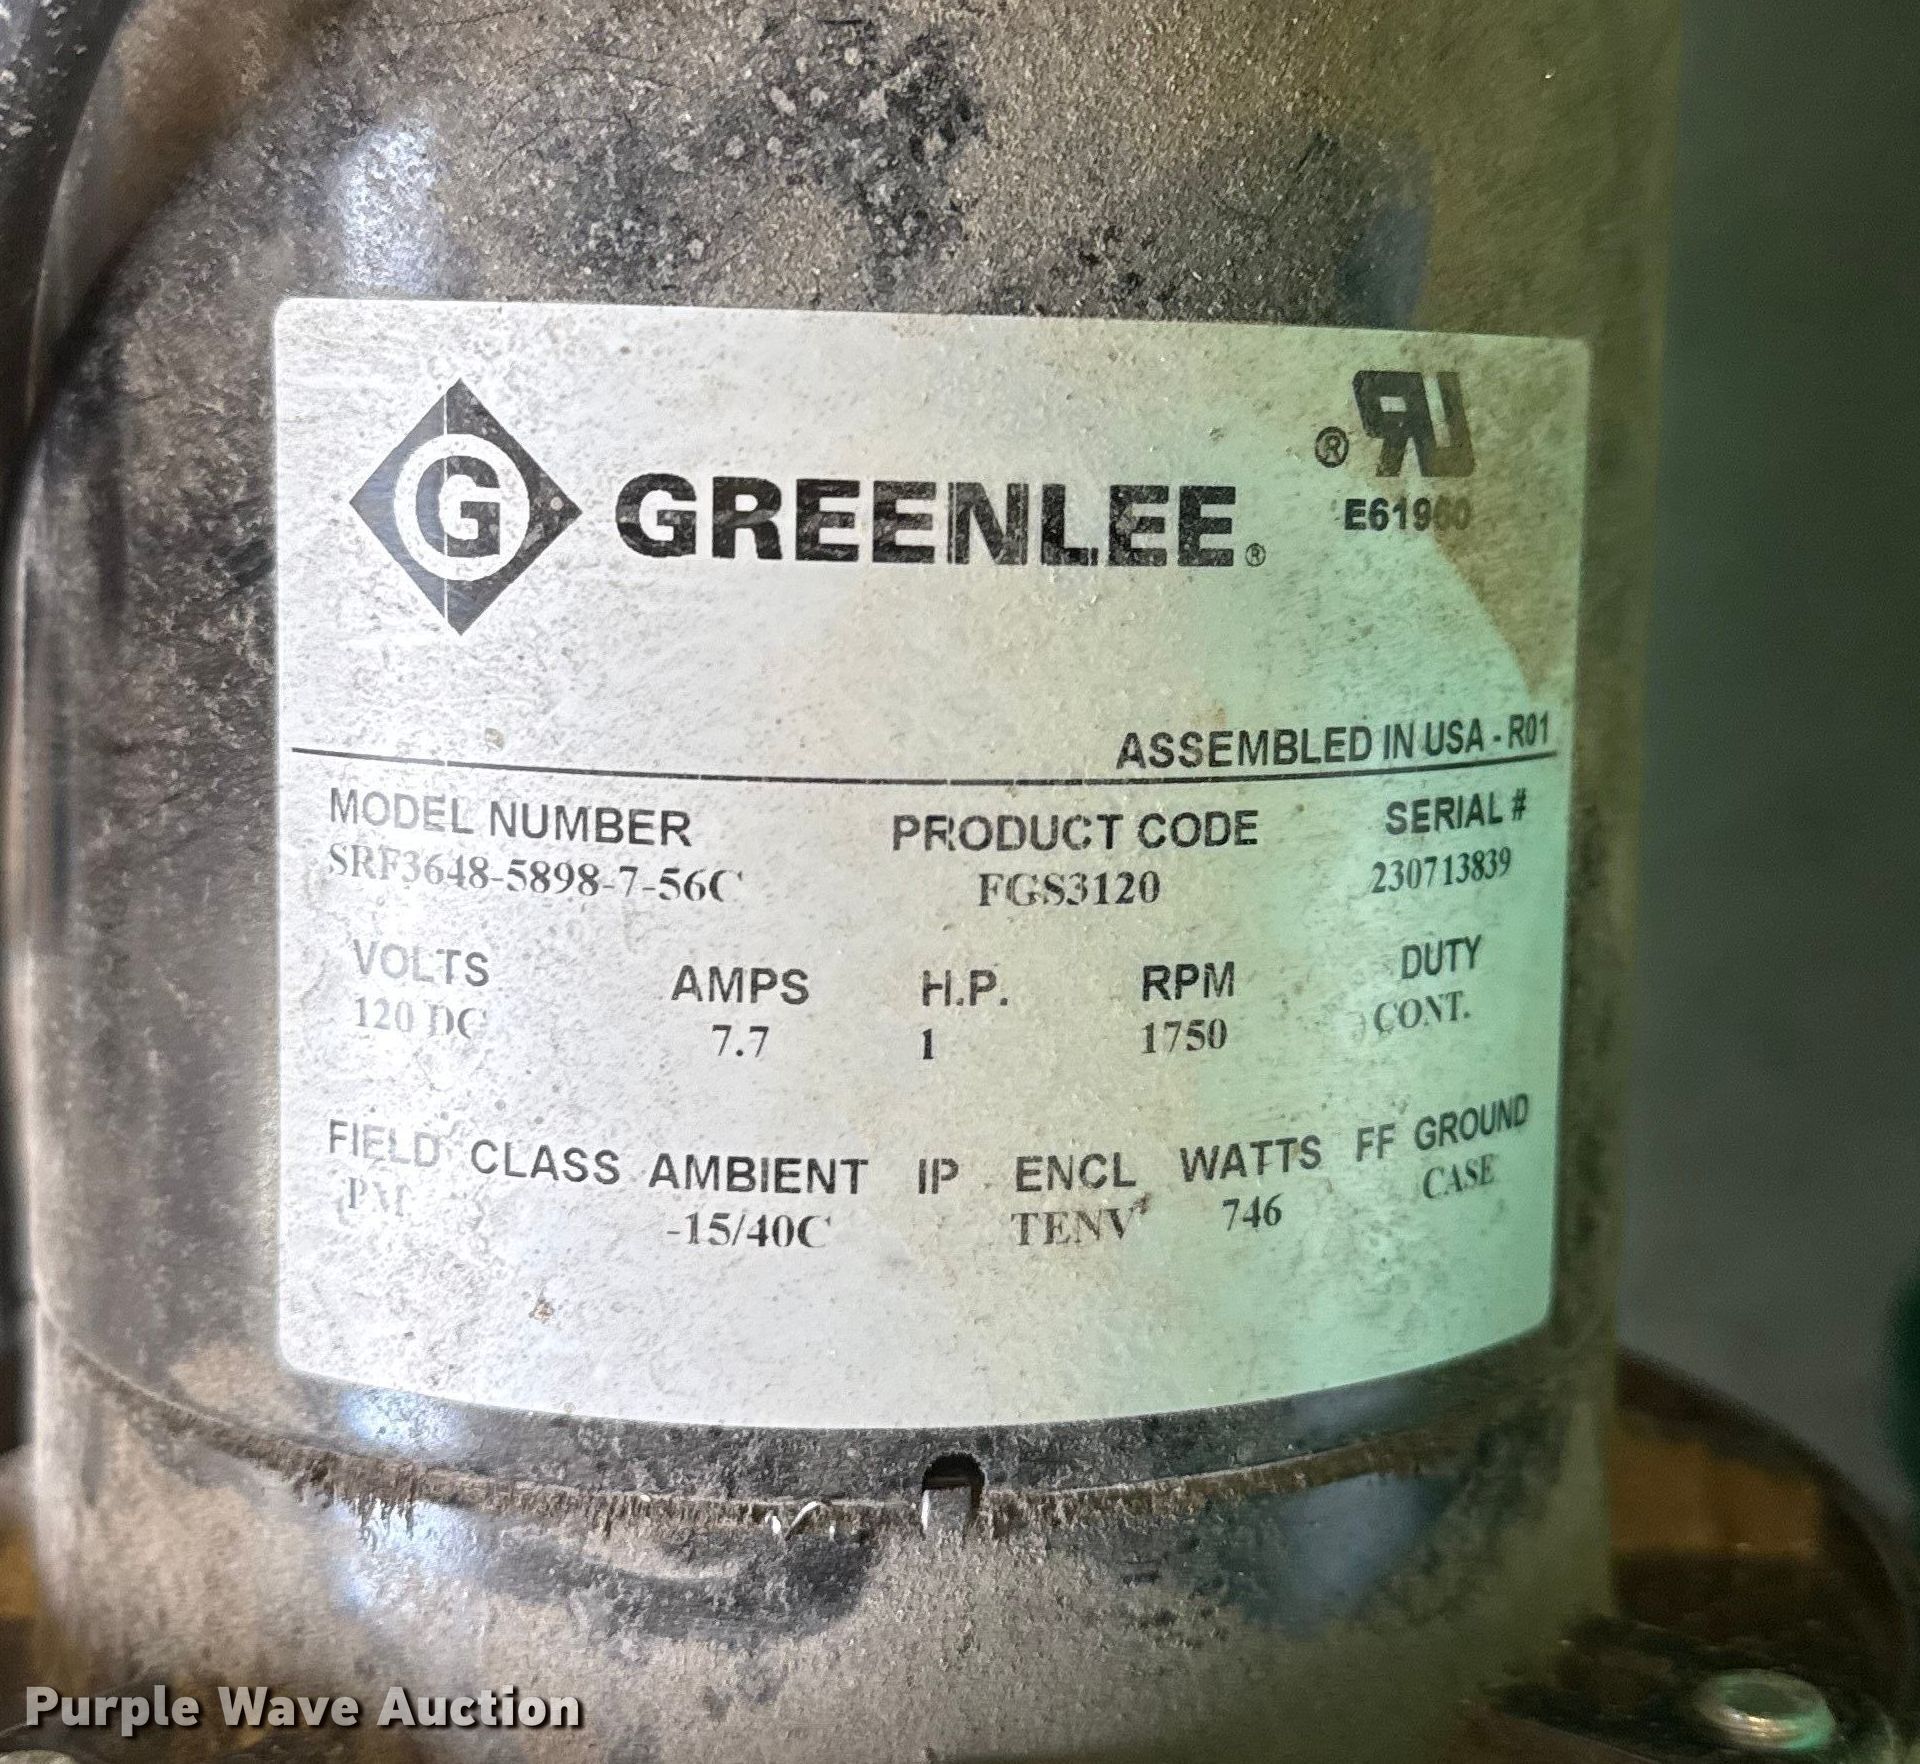 G GREENLEE®
® RU
E61960
ASSEMBLED IN USA - R01
MODEL NUMBER PRODUCT CODE SERIAL #
SRF3648-5898-7-56C FGS3120 230713839
VOLTS AMPS H.P. RPM DUTY
120 DC 7.7 1 1750 CONT.
FIELD CLASS AMBIENT IP ENCL WATTS FF GROUND
PM -15/40C TENV 746 CASE
Purple Wave Auction